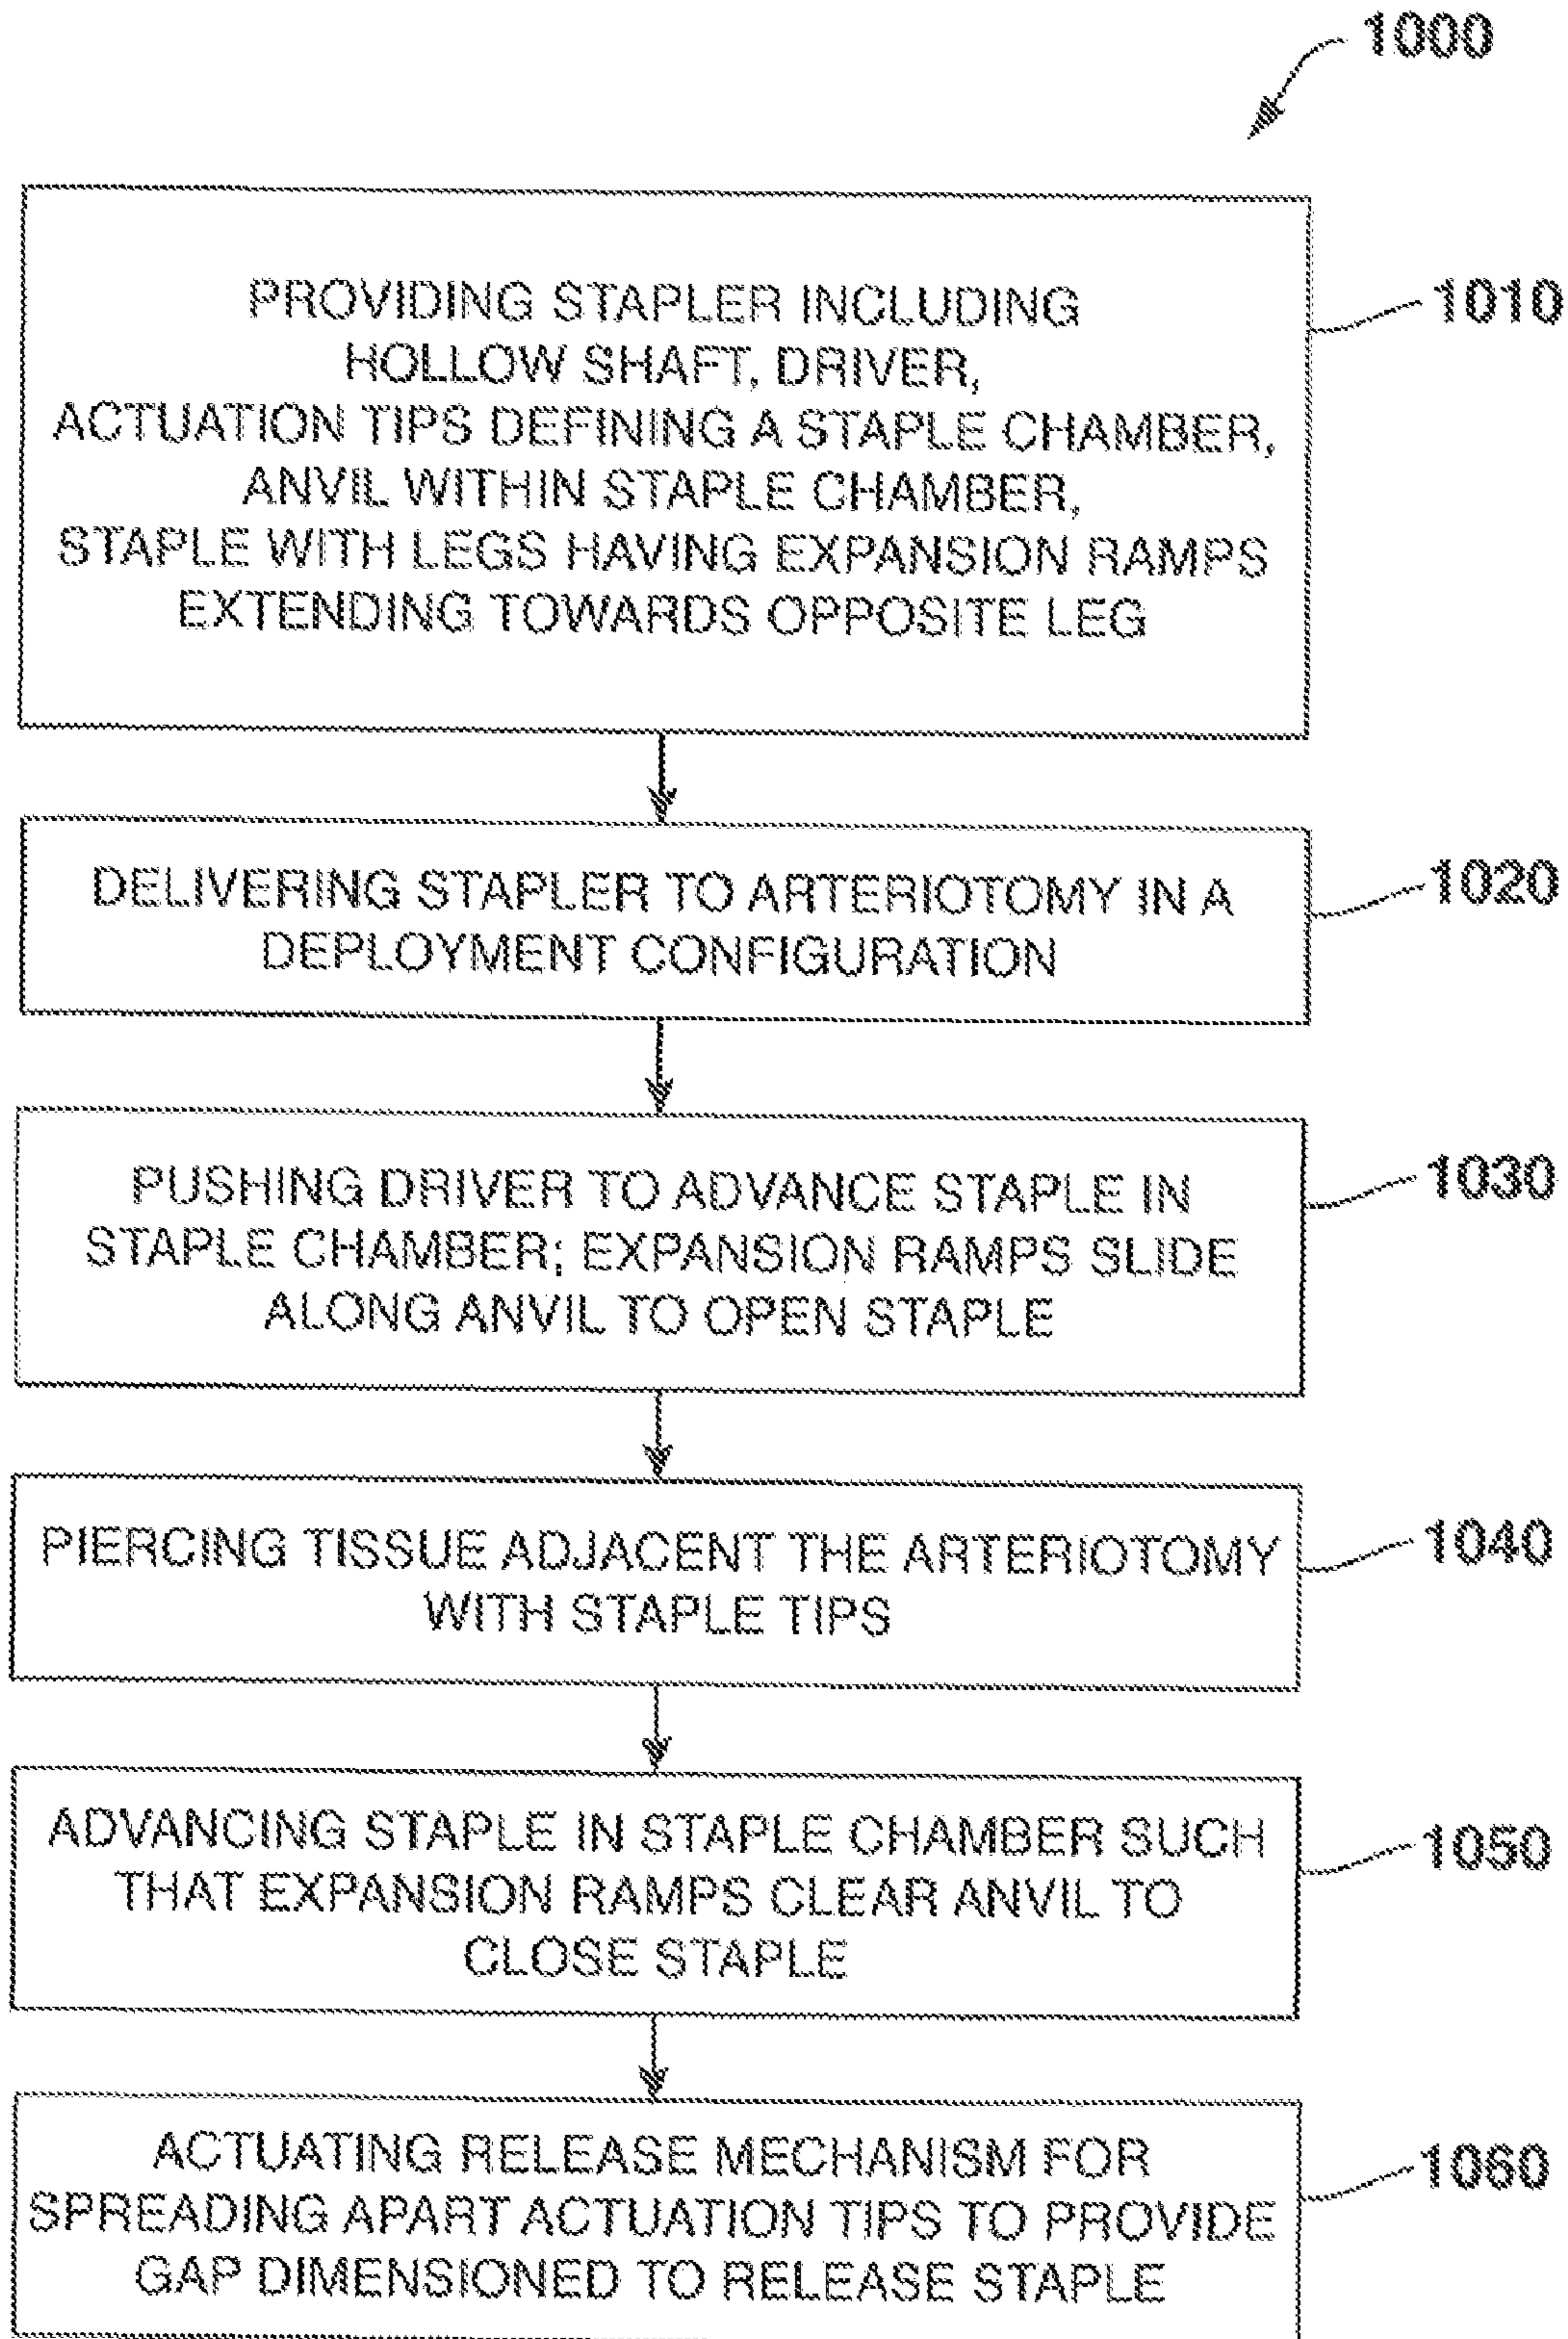 1000
PROVIDING STAPLER INCLUDING
HOLLOW SHAFT, DRIVER,
ACTUATION TIPS DEFINING A STAPLE CHAMBER,
ANVIL WITHIN STAPLE CHAMBER,
STAPLE WITH LEGS HAVING EXPANSION RAMPS
EXTENDING TOWARDS OPPOSITE LEG
1010
DELIVERING STAPLER TO ARTERIOTOMY IN A
DEPLOYMENT CONFIGURATION
1020
PUSHING DRIVER TO ADVANCE STAPLE IN
STAPLE CHAMBER; EXPANSION RAMPS SLIDE
ALONG ANVIL TO OPEN STAPLE
1030
PIERCING TISSUE ADJACENT THE ARTERIOTOMY
WITH STAPLE TIPS
1040
ADVANCING STAPLE IN STAPLE CHAMBER SUCH
THAT EXPANSION RAMPS CLEAR ANVIL TO
CLOSE STAPLE
1050
ACTUATING RELEASE MECHANISM FOR
SPREADING APART ACTUATION TIPS TO PROVIDE
GAP DIMENSIONED TO RELEASE STAPLE
1060